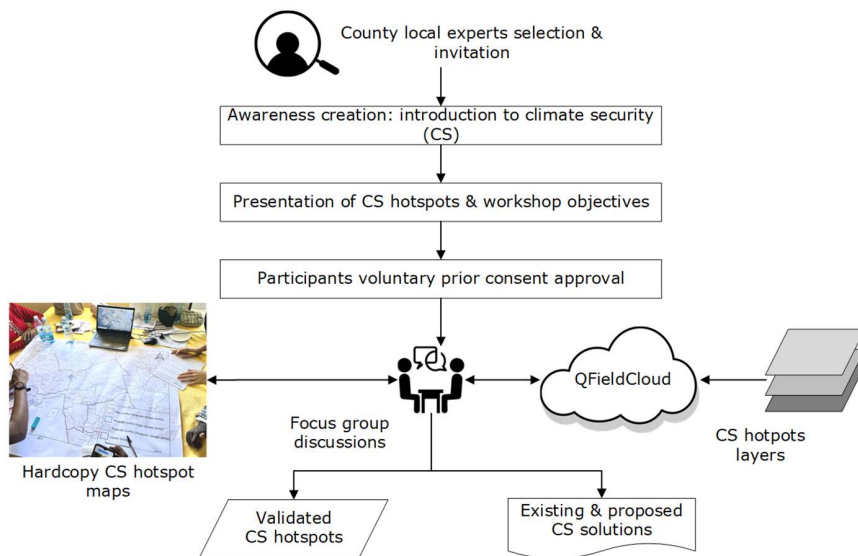 County local experts selection &
invitation
Awareness creation: introduction to climate security
(CS)
Presentation of CS hotspots & workshop objectives
Participants voluntary prior consent approval
QFieldCloud
Focus group
discussions
CS hotpots
layers
Hardcopy CS hotspot
maps
Validated
CS hotspots
Existing & proposed
CS solutions